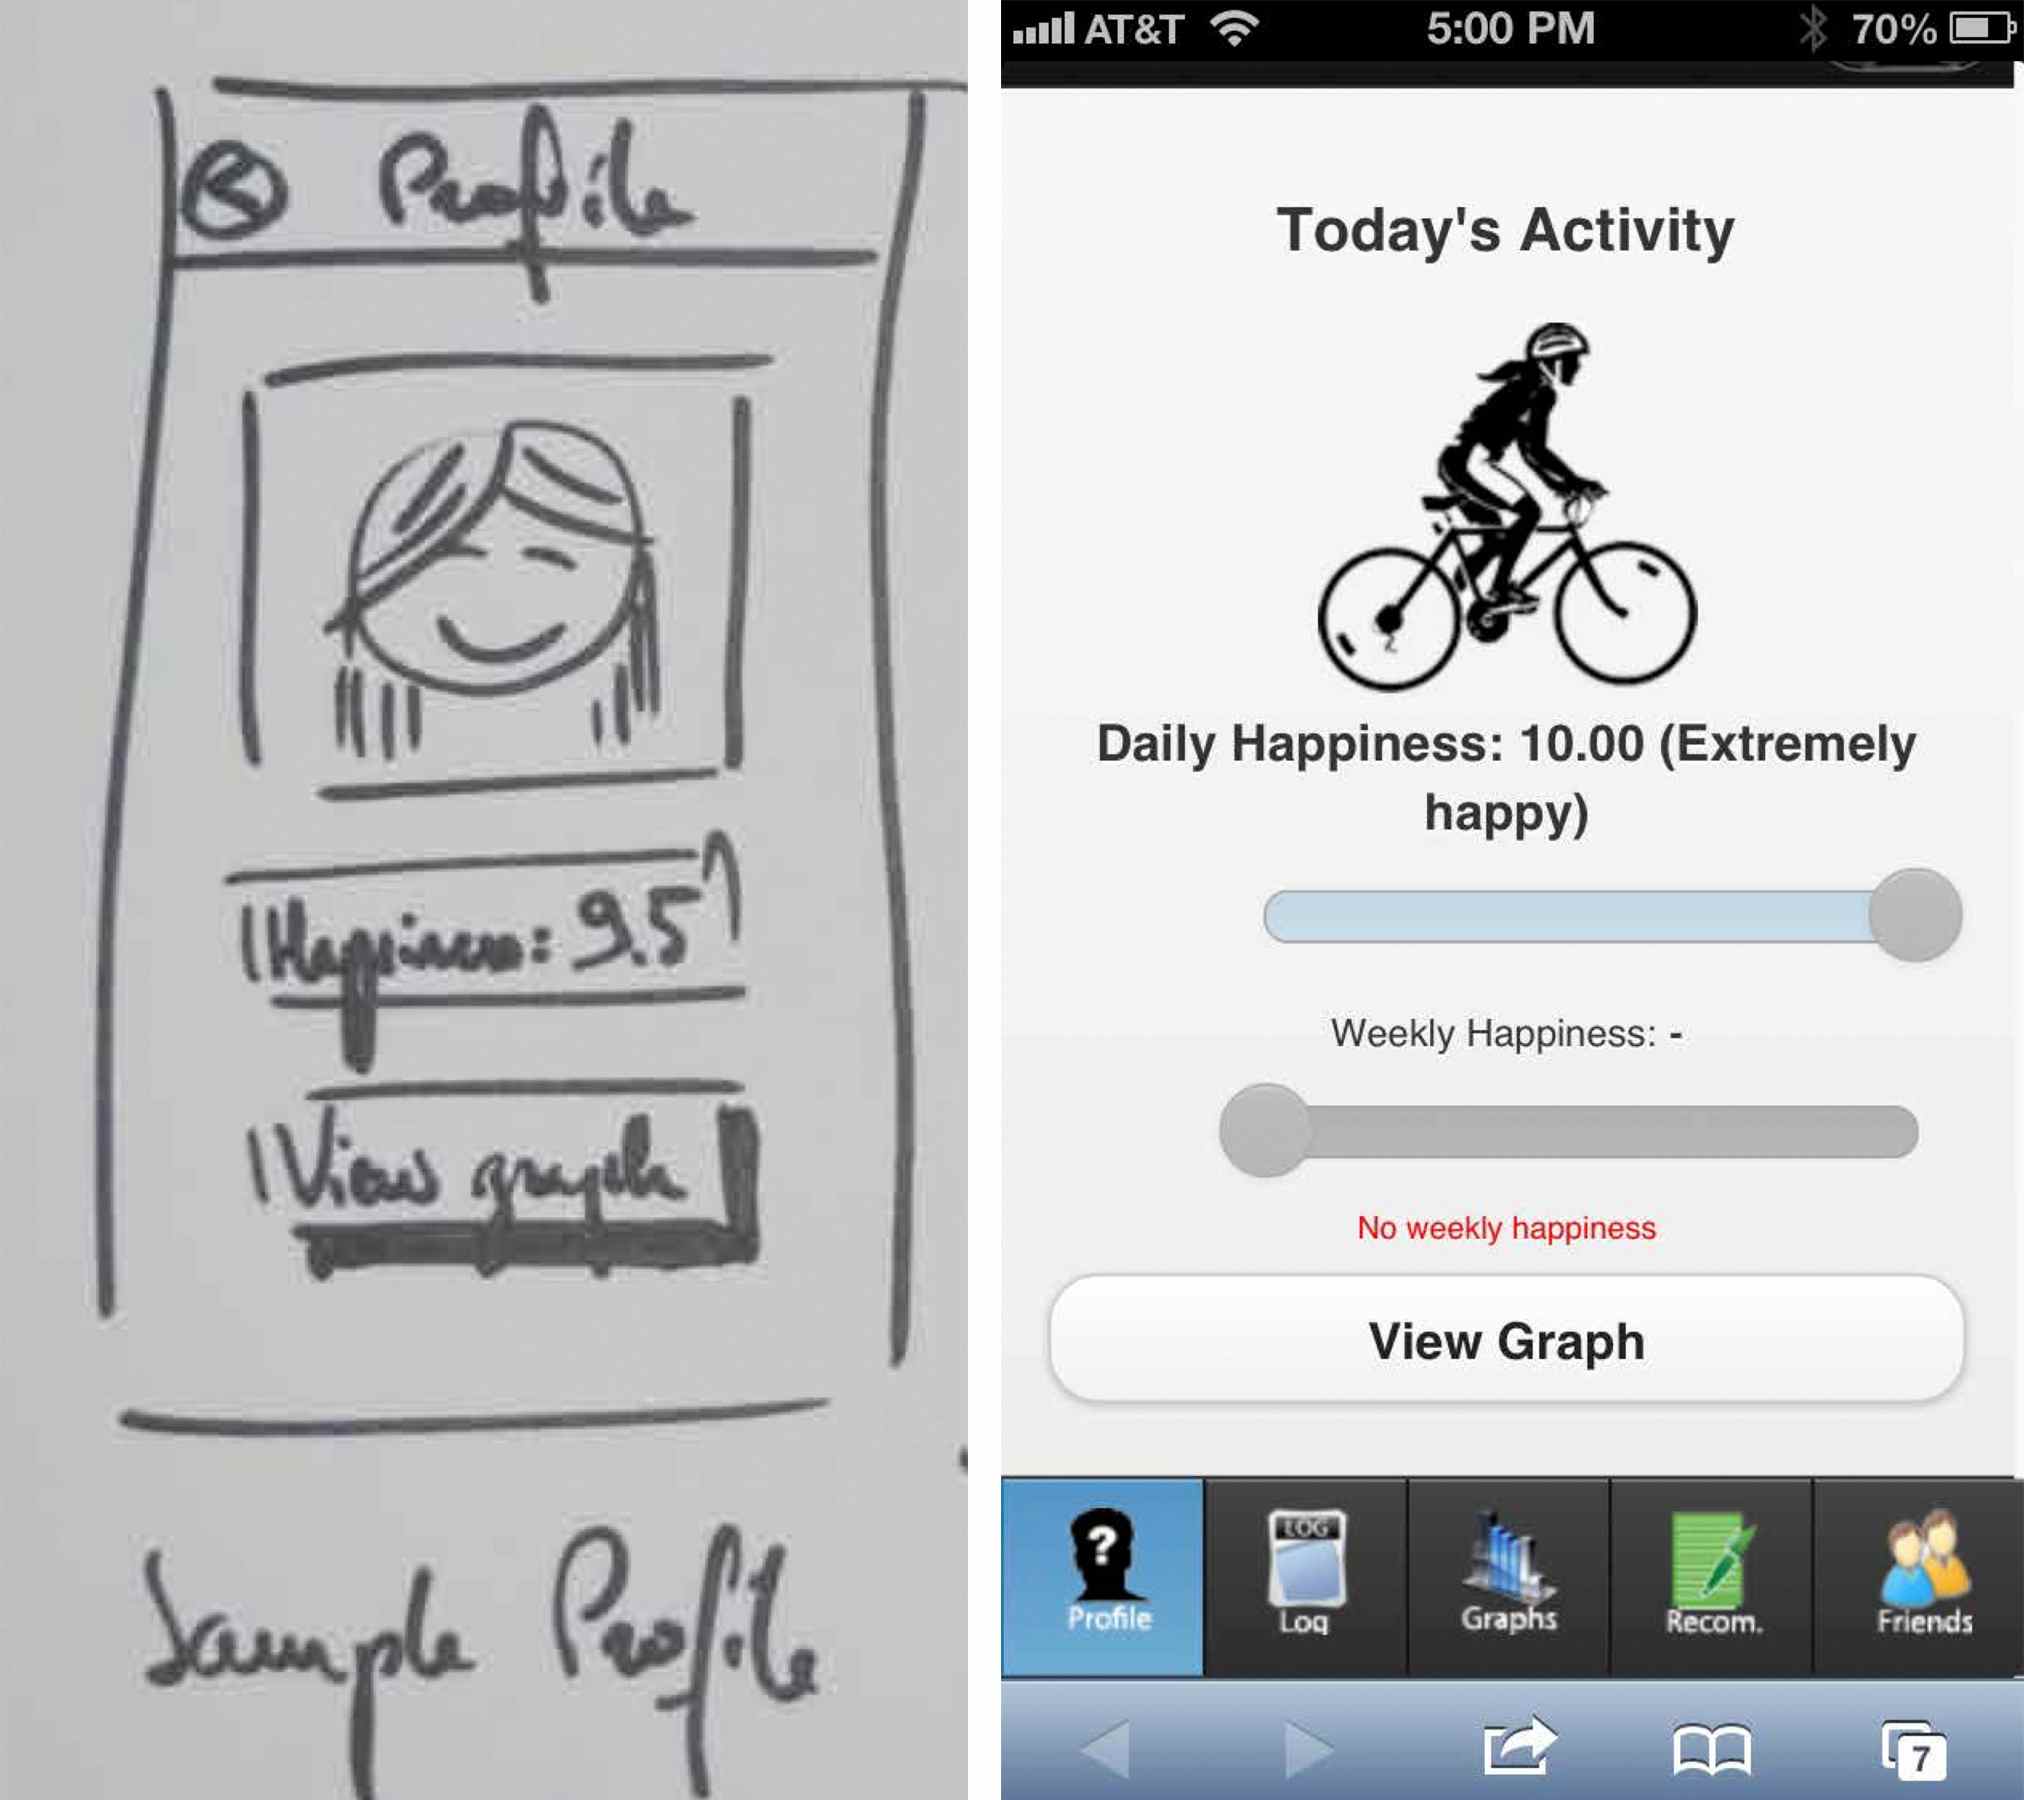 Profile
Happiness: 9.5
View graph
Sample Profile
AT&T 5:00 PM 70%
Today's Activity
Daily Happiness: 10.00 (Extremely
happy)
Weekly Happiness: -
No weekly happiness
View Graph
?
LOG
Profile Log Graphs Recom. Friends
7